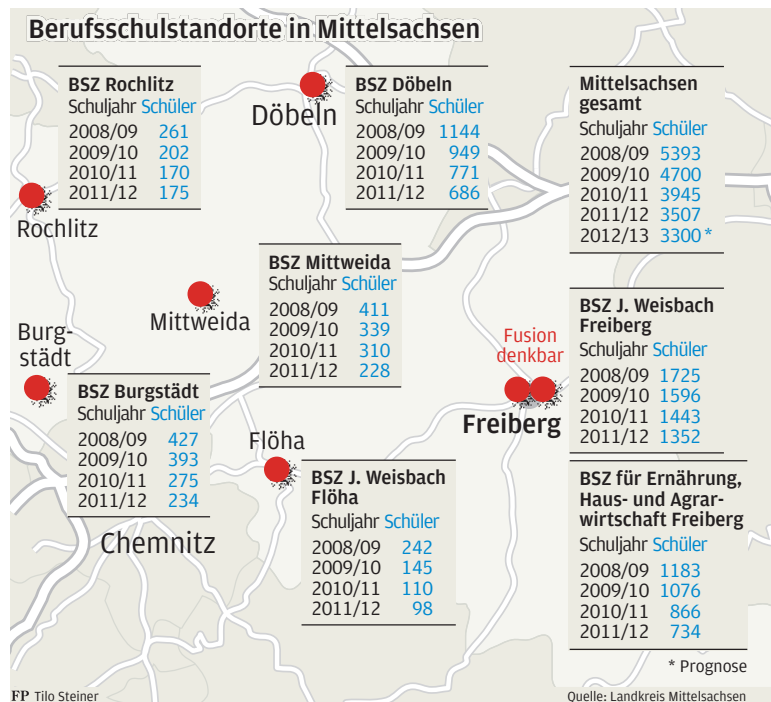 Berufsschulstandorte in Mittelsachsen
BSZ Rochlitz
Schuljahr Schüler
2008/09 261
2009/10 202
2010/11 170
2011/12 175
Rochlitz
Döbeln
BSZ Döbeln
Schuljahr Schüler
2008/09 1144
2009/10 949
2010/11 771
2011/12 686
Mittelsachsen
gesamt
Schuljahr Schüler
2008/09 5393
2009/10 4700
2010/11 3945
2011/12 3507
2012/13 3300 *
Mittweida
BSZ Mittweida
Schuljahr Schüler
2008/09 411
2009/10 339
2010/11 310
2011/12 228
Burg-
städt
BSZ Burgstädt
Schuljahr Schüler
2008/09 427
2009/10 393
2010/11 275
2011/12 234
Chemnitz
Flöha
BSZ J. Weisbach
Flöha
Schuljahr Schüler
2008/09 242
2009/10 145
2010/11 110
2011/12 98
Fusion
denkbar
Freiberg
BSZ J. Weisbach
Freiberg
Schuljahr Schüler
2008/09 1725
2009/10 1596
2010/11 1443
2011/12 1352
BSZ für Ernährung,
Haus- und Agrar-
wirtschaft Freiberg
Schuljahr Schüler
2008/09 1183
2009/10 1076
2010/11 866
2011/12 734
* Prognose
FP Tilo Steiner
Quelle: Landkreis Mittelsachsen